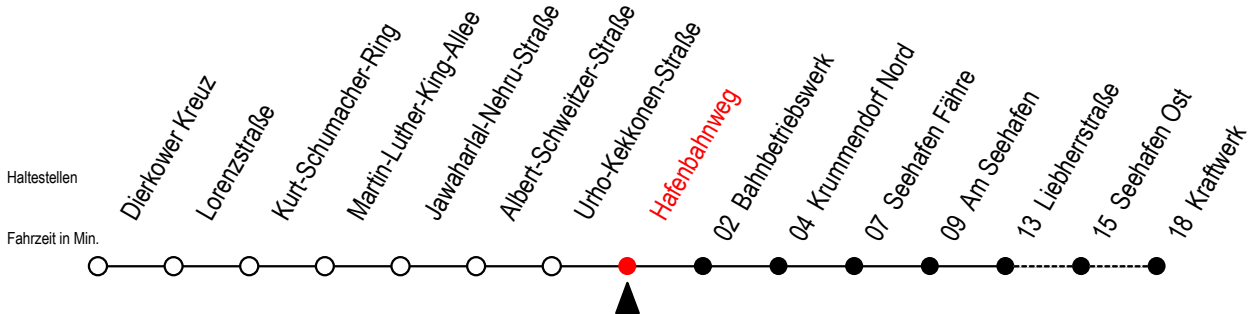 Haltestellen
Fahrzeit in Min.
Dierkower Kreuz
Lorenzstraße
Kurt-Schumacher-Ring
Martin-Luther-King-Allee
Jawaharlal-Nehru-Straße
Albert-Schweitzer-Straße
Urho-Kekkonen-Straße
Hafenbahnweg
02 Bahnbetriebswerk
04 Krummendorf Nord
07 Seehafen Fähre
09 Am Seehafen
13 Liebherrstraße
15 Seehafen Ost
18 Kraftwerk